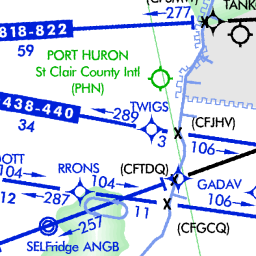 (CFSMW)
277
TANK
818-822
59
PORT HURON
St Clair County Intl
(PHN)
438-440
289
TWIGS
34
3
(CFJHV)
106
OTT
RRONS
(CFTDQ)
104
104
GADAV
12
287
11
106
257
(CFGCQ)
SELFridge ANGB